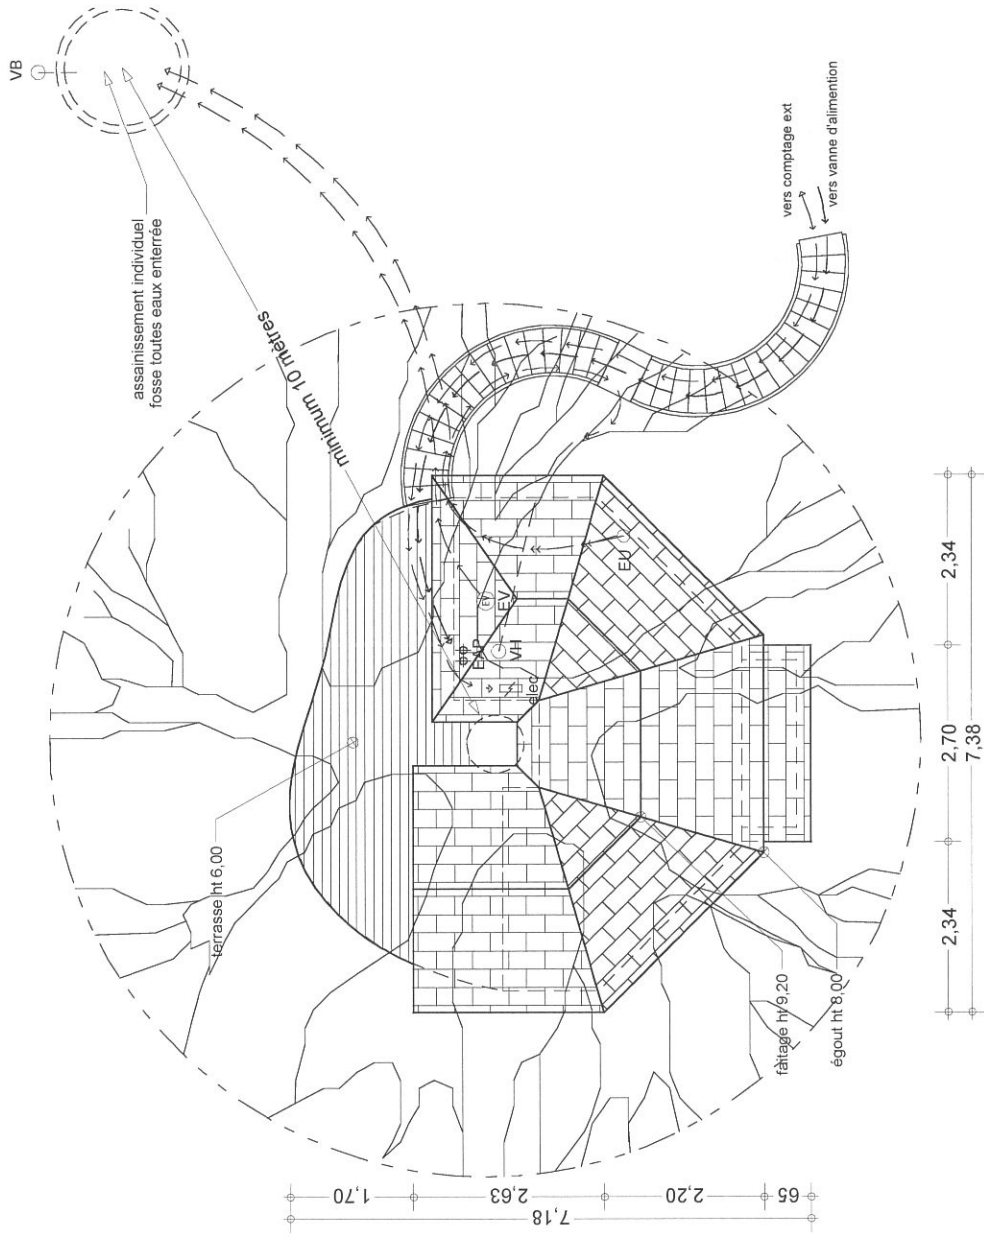 VB
assainissement individuel
fosse toutes eaux enterrée
minimum 10 mètres
vers comptage ext
vers vanne d'alimention
terrasse ht 6,00
EV
EV
EAP
VH
elec
EU
faîtage ht 9,20
égout ht 8,00
2,34
2,70
2,34
7,38
1,70
2,63
2,20
65
7,18